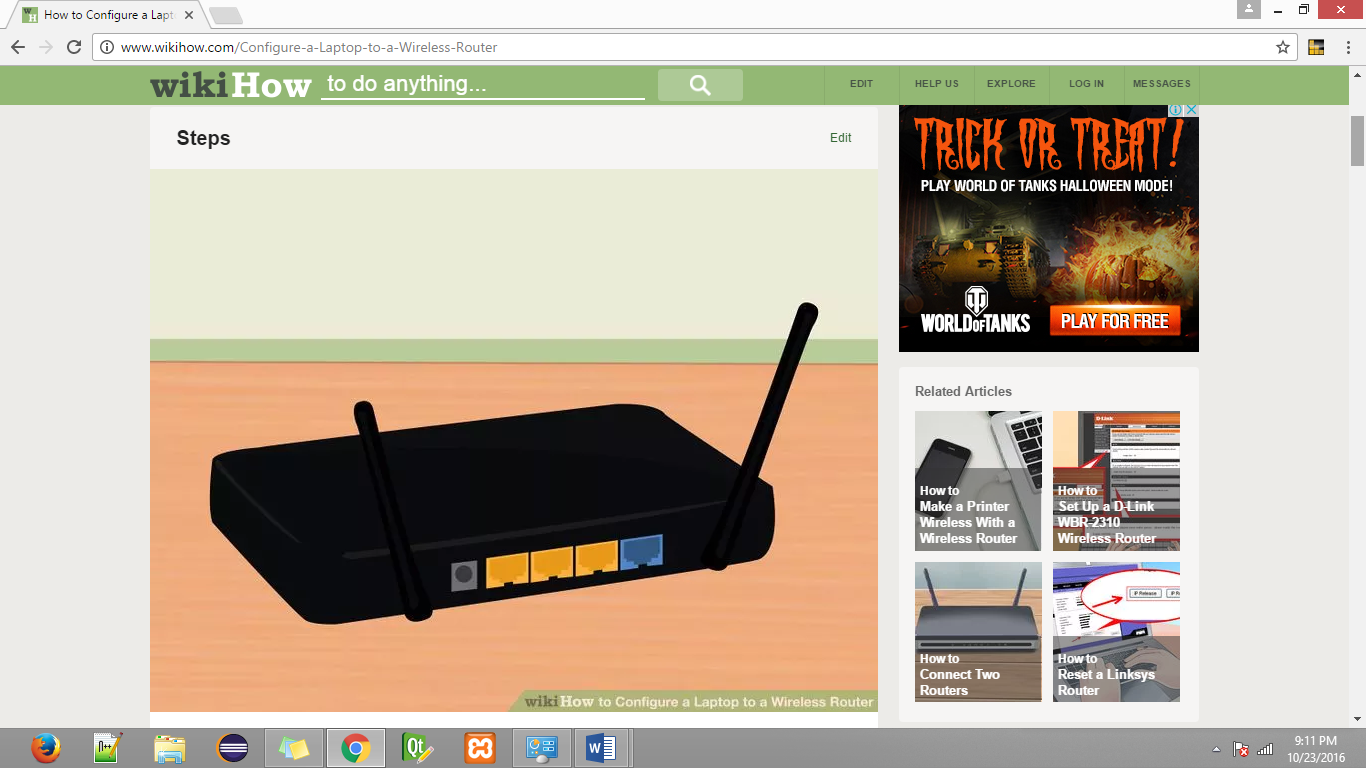 How to Configure a Lapt
www.wikihow.com/Configure-a-Laptop-to-a-Wireless-Router
wikiHow to do anything...
EDIT
HELP US
EXPLORE
LOG IN
MESSAGES
Steps
Edit
wikiHow to Configure a Laptop to a Wireless Router
TRICK OR TREAT!
PLAY WORLD OF TANKS HALLOWEEN MODE!
WORLD OF TANKS
PLAY FOR FREE
Related Articles
How to
Make a Printer
Wireless With a
Wireless Router
D-Link
How to
Set Up a D-Link
WBR-2310
Wireless Router
How to
Connect Two
Routers
IP Release
How to
Reset a Linksys
Router
9:11 PM
10/23/2016